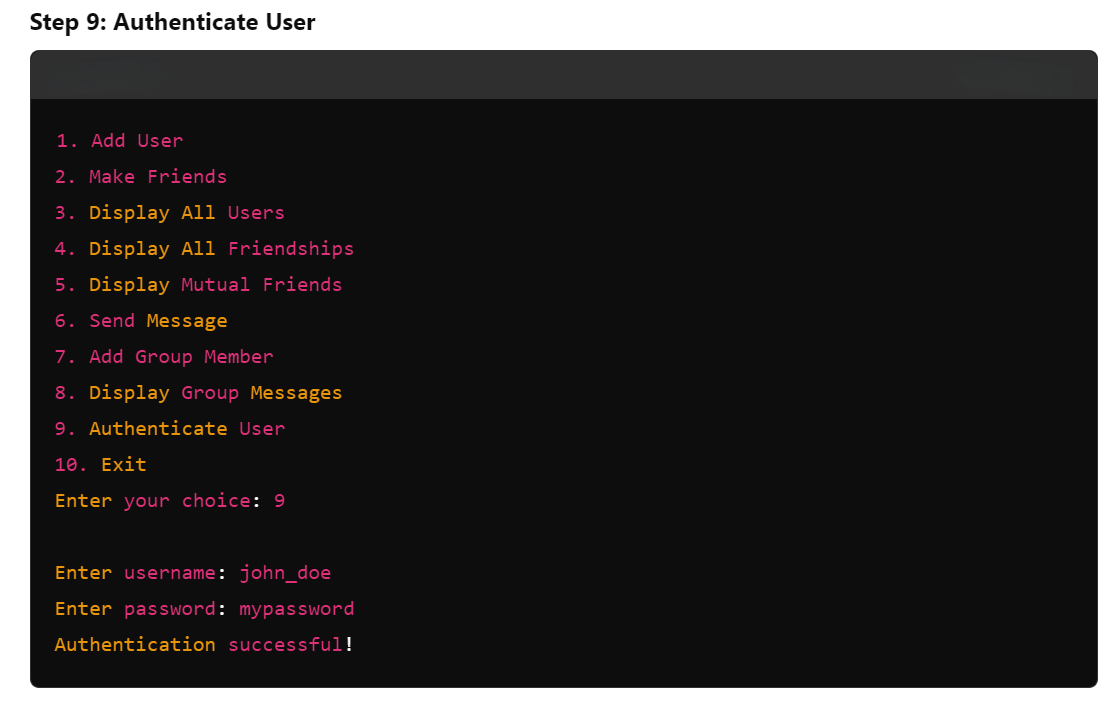 Step 9: Authenticate User
1. Add User
2. Make Friends
3. Display All Users
4. Display All Friendships
5. Display Mutual Friends
6. Send Message
7. Add Group Member
8. Display Group Messages
9. Authenticate User
10. Exit
Enter your choice: 9
Enter username: john_doe
Enter password: mypassword
Authentication successful!